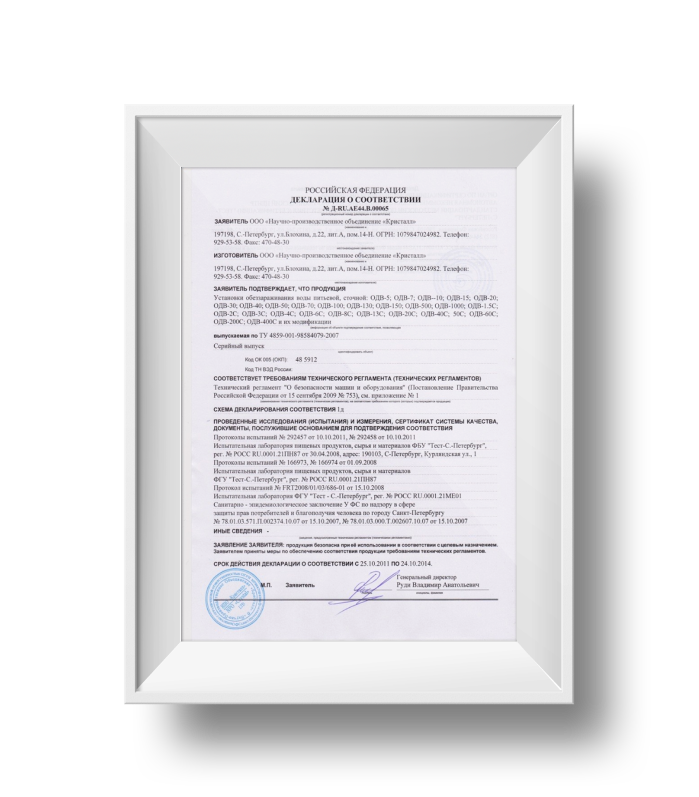 РОССИЙСКАЯ ФЕДЕРАЦИЯ
ДЕКЛАРАЦИЯ О СООТВЕТСТВИИ
№ Д-RU.АЕ44.В.00065
ЗАЯВИТЕЛЬ ООО «Научно-производственное объединение «Кристалл»
197198, С.-Петербург, ул.Блохина, д.22, лит.А, пом.14-Н. ОГРН: 1079847024982. Телефон:
929-53-58. Факс: 470-48-30
ИЗГОТОВИТЕЛЬ ООО «Научно-производственное объединение «Кристалл»
197198, С.-Петербург, ул.Блохина, д.22, лит.А, пом.14-Н. ОГРН: 1079847024982. Телефон:
929-53-58. Факс: 470-48-30
ЗАЯВИТЕЛЬ ПОДТВЕРЖДАЕТ, ЧТО ПРОДУКЦИЯ
Установки обеззараживания воды питьевой, сточной: ОДВ-5; ОДВ-7; ОДВ--10; ОДВ-15; ОДВ-20;
ОДВ-30; ОДВ-40; ОДВ-50; ОДВ-70, ОДВ-100; ОДВ-130; ОДВ-150; ОДВ-500; ОДВ-1000; ОДВ-1.5С;
ОДВ-2С; ОДВ-3С; ОДВ-4С; ОДВ-6С; ОДВ-8С; ОДВ-13С; ОДВ-20С; ОДВ-40С; 50С, ОДВ-60С;
ОДВ-200С; ОДВ-400С и их модификации
выпускаемая по ТУ 4859-001-98584079-2007
Серийный выпуск
Код ОК 005 (ОКП): 48 5912
Код ТН ВЭД России:
СООТВЕТСТВУЕТ ТРЕБОВАНИЯМ ТЕХНИЧЕСКОГО РЕГЛАМЕНТА (ТЕХНИЧЕСКИХ РЕГЛАМЕНТОВ)
Технический регламент "О безопасности машин и оборудования" (Постановление Правительства
Российской Федерации от 15 сентября 2009 № 753), см. приложение № 1
СХЕМА ДЕКЛАРИРОВАНИЯ СООТВЕТСТВИЯ 1д
ПРОВЕДЕННЫЕ ИССЛЕДОВАНИЯ (ИСПЫТАНИЯ) И ИЗМЕРЕНИЯ, СЕРТИФИКАТ СИСТЕМЫ КАЧЕСТВА,
ДОКУМЕНТЫ, ПОСЛУЖИВШИЕ ОСНОВАНИЕМ ДЛЯ ПОДТВЕРЖДЕНИЯ СООТВЕТСТВИЯ
Протоколы испытаний № 292457 от 10.10.2011, № 292458 от 10.10.2011
Испытательная лаборатория пищевых продуктов, сырья и материалов ФБУ "Тест-С.-Петербург",
рег. № РОСС RU.0001.21ПН87 от 30.04.2008, адрес: 190103, С-Петербург, Курляндская ул., 1
Протоколы испытаний № 166973, № 166974 от 01.09.2008
Испытательная лаборатория пищевых продуктов, сырья и материалов
ФГУ "Тест-С.-Петербург", рег. № РОСС RU.0001.21ПН87
Протокол испытаний № FRT2008/01/03/686-01 от 15.10.2008
Испытательная лаборатория ФГУ "Тест - С.-Петербург", рег. № РОСС RU.0001.21МЕ01
Санитарно - эпидемиологическое заключение У ФС по надзору в сфере
защиты прав потребителей и благополучия человека по городу Санкт-Петербургу
№ 78.01.03.571.П.002374.10.07 от 15.10.2007, № 78.01.03.000.Т.002607.10.07 от 15.10.2007
ИНЫЕ СВЕДЕНИЯ -
ЗАЯВЛЕНИЕ ЗАЯВИТЕЛЯ: продукция безопасна при её использовании в соответствии с целевым назначением.
Заявителем приняты меры по обеспечению соответствия продукции требованиям технических регламентов.
СРОК ДЕЙСТВИЯ ДЕКЛАРАЦИИ О СООТВЕТСТВИИ С 25.10.2011 ПО 24.10.2014.
Генеральный директор
М.П. Заявитель Руди Владимир Анатольевич